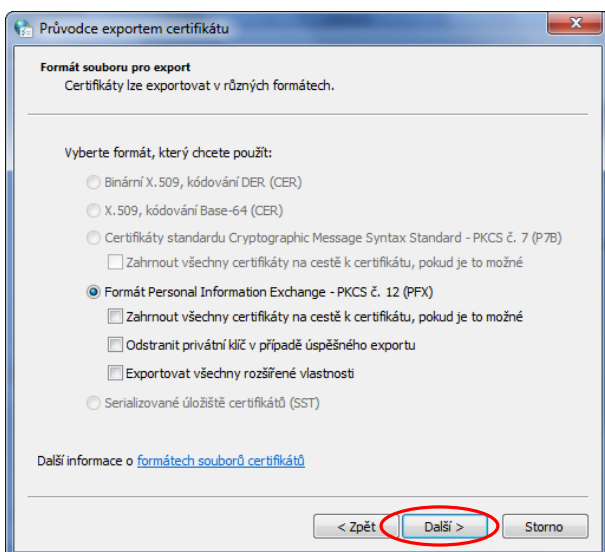 Průvodce exportem certifikátu
Formát souboru pro export
Certifikáty lze exportovat v různých formátech.
Vyberte formát, který chcete použít:
Binární X.509, kódování DER (CER)
X.509, kódování Base-64 (CER)
Certifikáty standardu Cryptographic Message Syntax Standard - PKCS č. 7 (P7B)
Zahrnout všechny certifikáty na cestě k certifikátu, pokud je to možné
Formát Personal Information Exchange - PKCS č. 12 (PFX)
Zahrnout všechny certifikáty na cestě k certifikátu, pokud je to možné
Odstranit privátní klíč v případě úspěšného exportu
Exportovat všechny rozšířené vlastnosti
Serializované úložiště certifikátů (SST)
Další informace o formátech souborů certifikátů
< Zpět Další > Storno